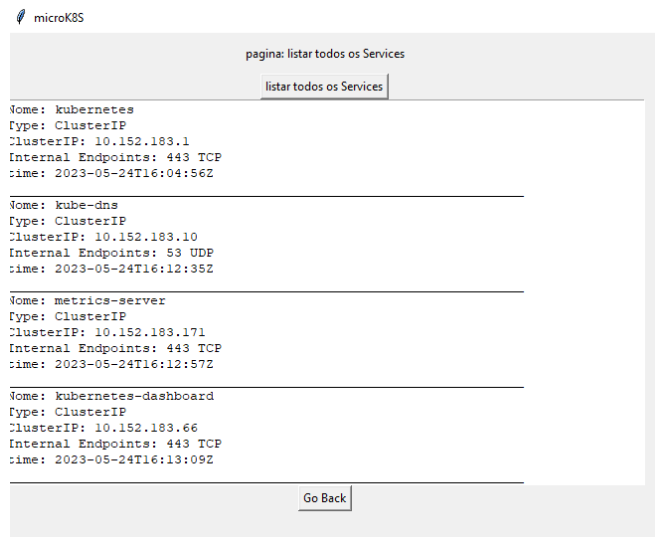 microK8S
pagina: listar todos os Services
listar todos os Services
Nome: kubernetes
Type: ClusterIP
ClusterIP: 10.152.183.1
Internal Endpoints: 443 TCP
time: 2023-05-24T16:04:56Z
Nome: kube-dns
Type: ClusterIP
ClusterIP: 10.152.183.10
Internal Endpoints: 53 UDP
time: 2023-05-24T16:12:35Z
Nome: metrics-server
Type: ClusterIP
ClusterIP: 10.152.183.171
Internal Endpoints: 443 TCP
time: 2023-05-24T16:12:57Z
Nome: kubernetes-dashboard
Type: ClusterIP
ClusterIP: 10.152.183.66
Internal Endpoints: 443 TCP
time: 2023-05-24T16:13:09Z
Go Back